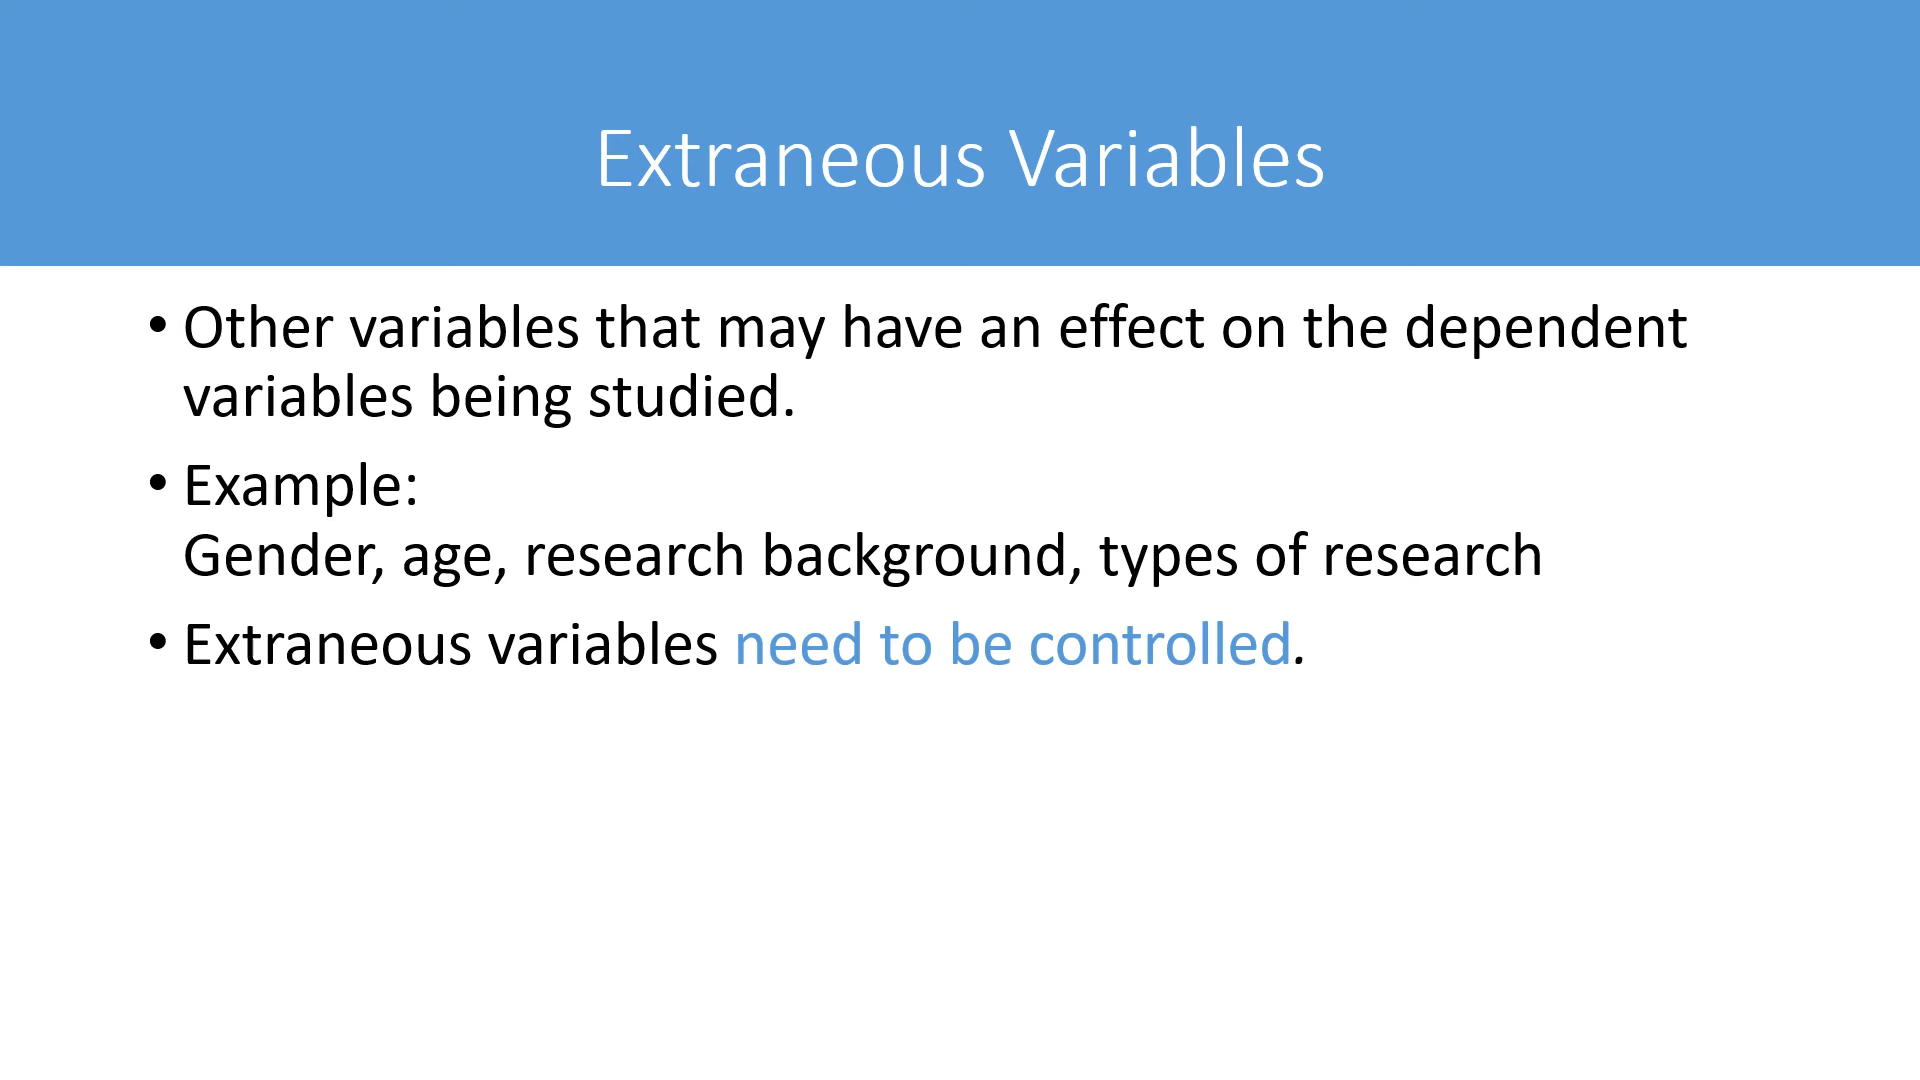 Extraneous Variables
• Other variables that may have an effect on the dependent
variables being studied.
• Example:
Gender, age, research background, types of research
• Extraneous variables need to be controlled.